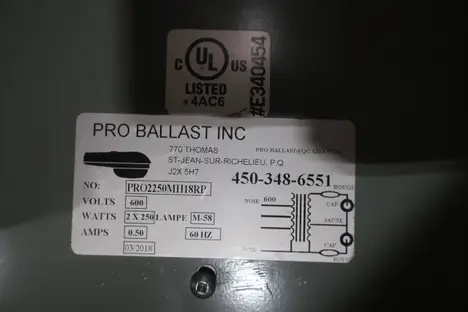 C UL US
LISTED
# 4AC6
#E340454
PRO BALLAST INC
770 THOMAS
ST-JEAN-SUR-RICHELIEU, P.Q
J2X 5H7
450-348-6551
NO: PRO2250MH18RP
VOLTS 600
WATTS 2 X 250 LAMPE M-58
AMPS 0.50 60 HZ
03/2018
NOIR 600
ROUGE
CAP
JAUNE
CAP
NOIR
ROUGE